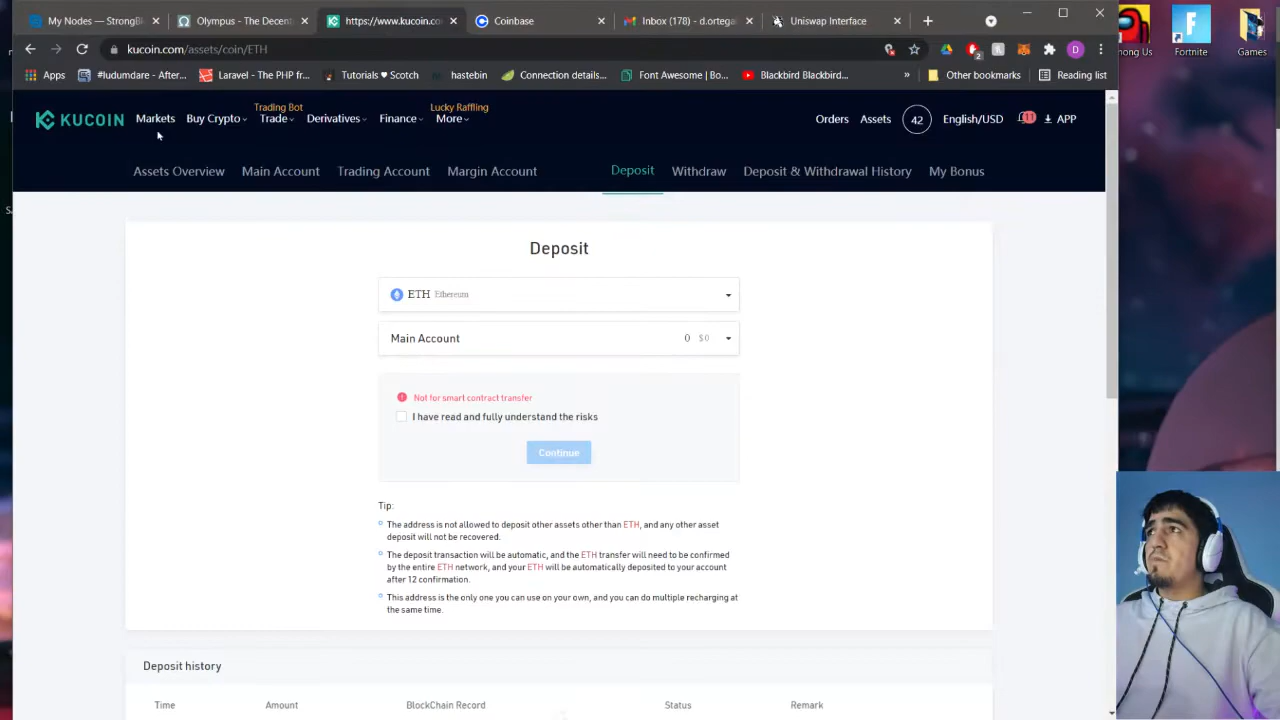 My Nodes – StrongBl
Olympus - The Decent
https://www.kucoin.co
Coinbase
Inbox (178) - d.ortega
Uniswap Interface
kucoin.com/assets/coin/ETH
2
D
Apps
#ludumdare - After...
Laravel - The PHP fr...
Tutorials ♥ Scotch
hastebin
Connection details...
Font Awesome | Bo...
Blackbird Blackbird...
»
Other bookmarks
Reading list
mong Us
Fortnite
Games
KUCOIN
Markets
Buy Crypto
Trading Bot
Trade
Derivatives
Finance
Lucky Raffling
More
Orders
Assets
42
English/USD
11
APP
Assets Overview
Main Account
Trading Account
Margin Account
Deposit
Withdraw
Deposit & Withdrawal History
My Bonus
Deposit
ETH Ethereum
Main Account 0 $0
Not for smart contract transfer
I have read and fully understand the risks
Continue
Tip:
The address is not allowed to deposit other assets other than ETH, and any other asset
deposit will not be recovered.
The deposit transaction will be automatic, and the ETH transfer will need to be confirmed
by the entire ETH network, and your ETH will be automatically deposited to your account
after 12 confirmation.
This address is the only one you can use on your own, and you can do multiple recharging at
the same time.
Deposit history
Time
Amount
BlockChain Record
Status
Remark